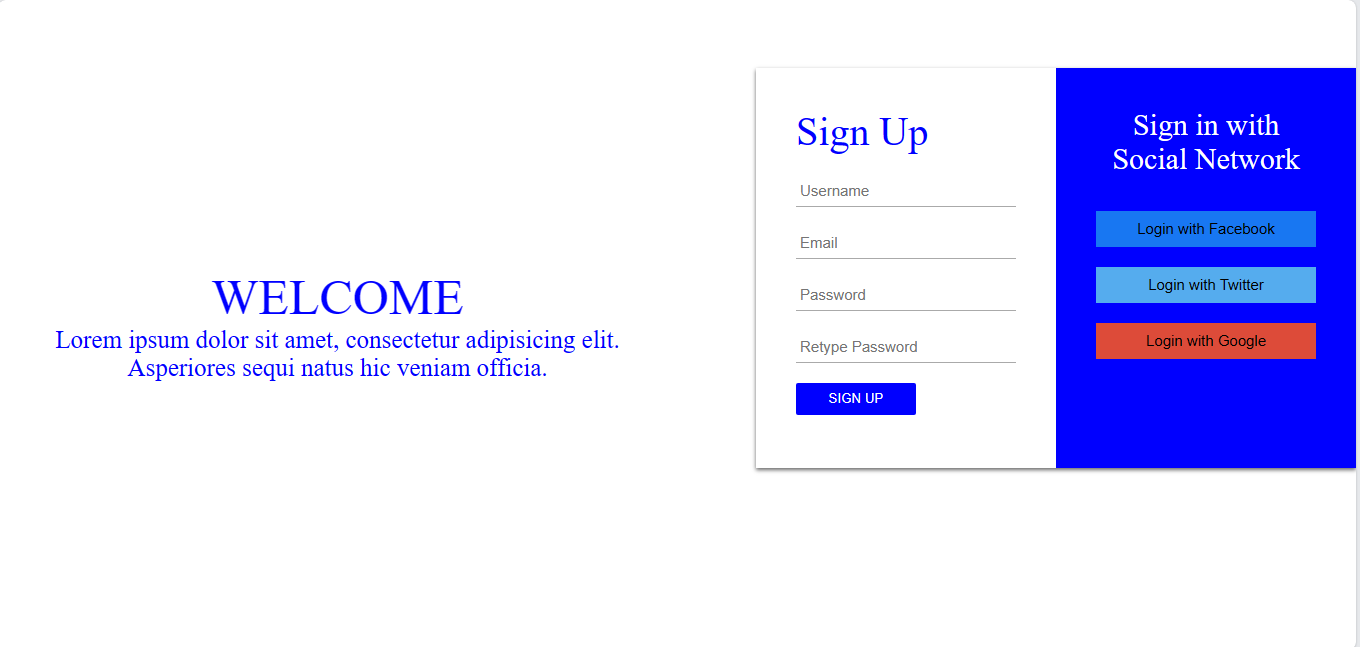 WELCOME
Lorem ipsum dolor sit amet, consectetur adipisicing elit.
Asperiores sequi natus hic veniam officia.
Sign Up
Username
Email
Password
Retype Password
SIGN UP
Sign in with
Social Network
Login with Facebook
Login with Twitter
Login with Google